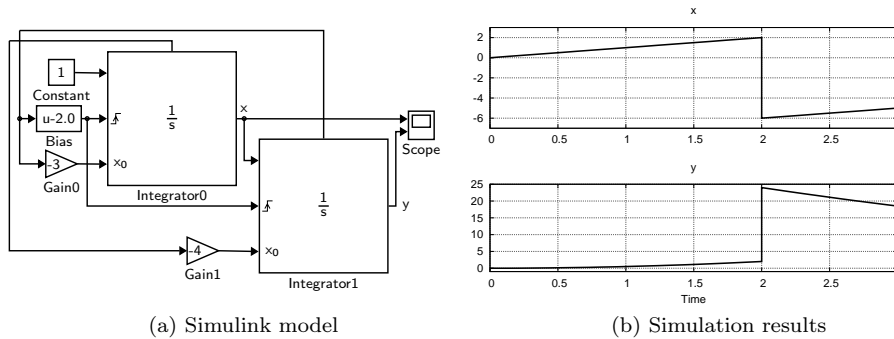 1
Constant
u-2.0
Bias
-3
Gain0
1
s
x0
Integrator0
x
Scope
1
s
x0
y
Integrator1
-4
Gain1
(a) Simulink model
x
2
0
-2
-4
-6
0 0.5 1 1.5 2 2.5
y
25
20
15
10
5
0
0 0.5 1 1.5 2 2.5
Time
(b) Simulation results